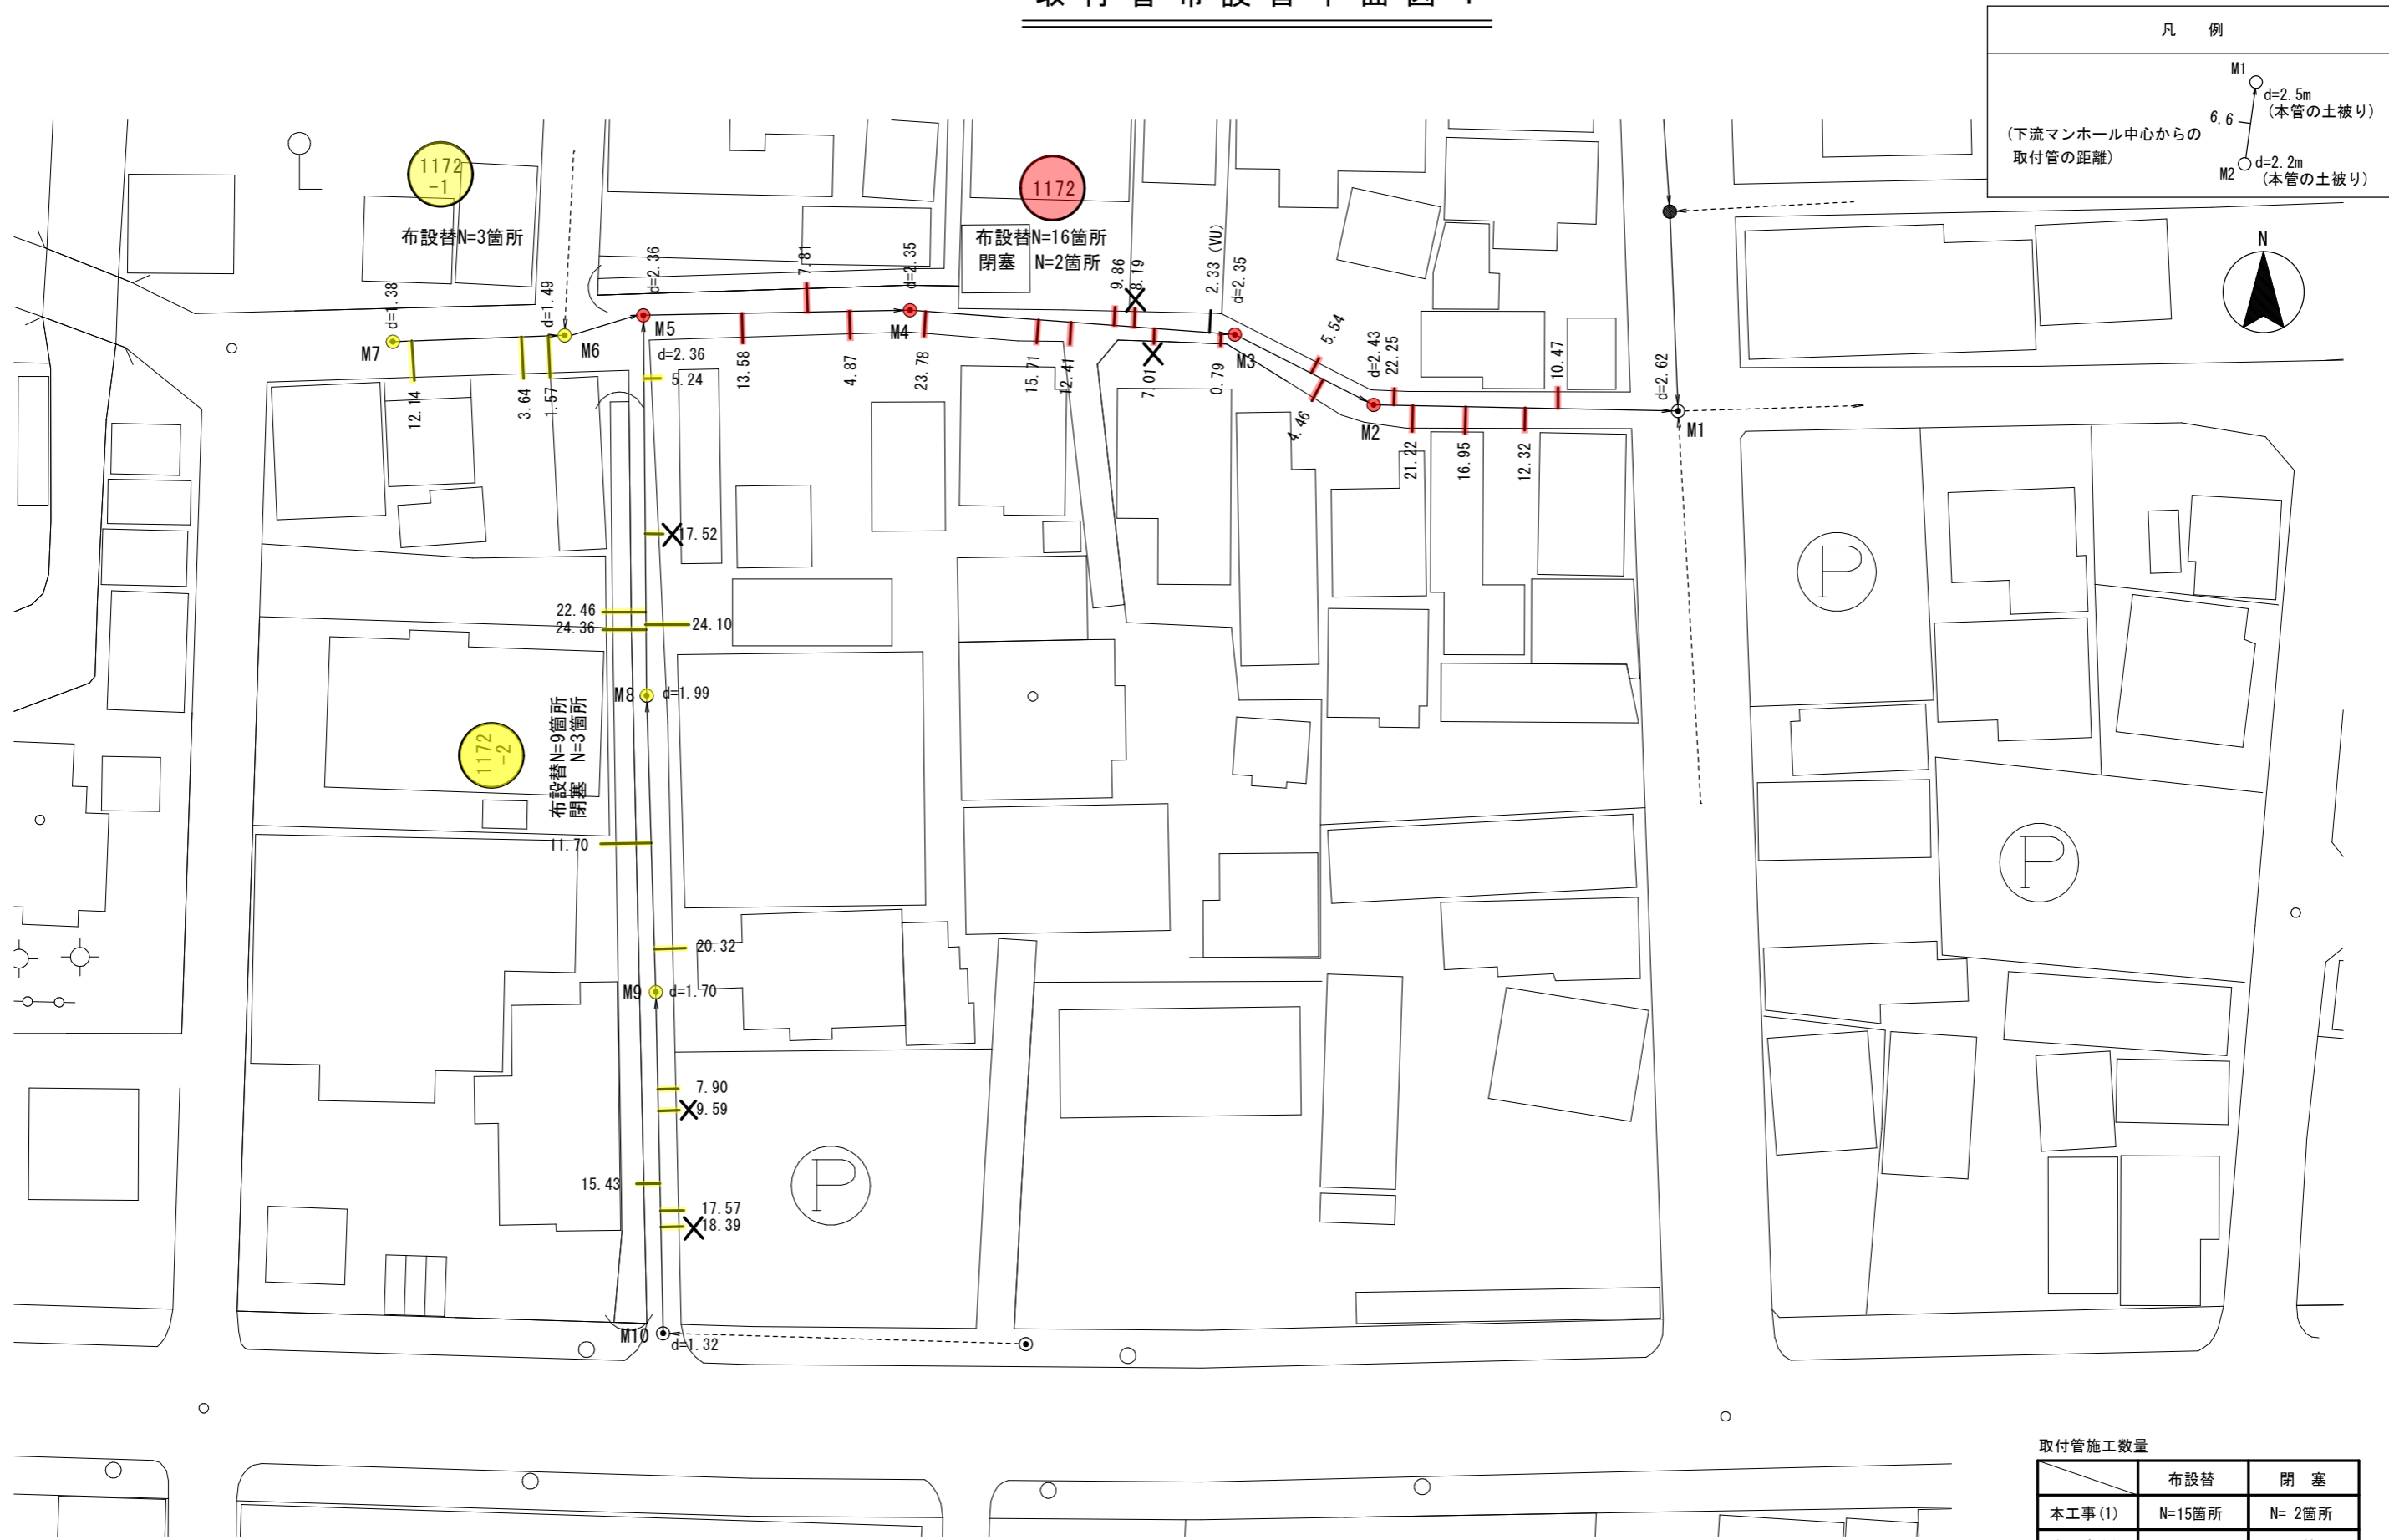 取付管布設替平面図
凡 例
M1
d=2.5m
(本管の土被り)
6.6
(下流マンホール中心からの
取付管の距離)
d=2.2m
M2
(本管の土被り)
N
1172
-1
布設替N=3箇所
1172
布設替N=16箇所
閉塞 N=2箇所
d=1.38
d=1.49
d=2.36
7.81
d=2.35
9.86
8.19
2.33 (VU)
d=2.35
M7
M6
M5
M4
M3
d=2.36
5.24
12.14
3.64
1.57
13.58
4.87
23.78
15.71
12.41
7.01
0.79
5.54
4.46
d=2.43
22.25
10.47
d=2.62
M2
M1
21.22
16.95
12.32
17.52
22.46
24.36
24.10
M8
d=1.99
1172
-2
布設替N=9箇所
閉塞 N=3箇所
11.70
20.32
M9
d=1.70
7.90
9.59
15.43
17.57
18.39
M10
d=1.32
P
P
P
取付管施工数量
布設替 閉 塞
本工事(1) N=15箇所 N= 2箇所